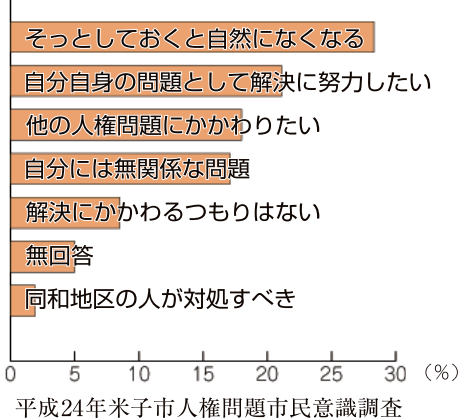 そっとしておくと自然になくなる
自分自身の問題として解決に努力したい
他の人権問題にかかわりたい
自分には無関係な問題
解決にかかわるつもりはない
無回答
同和地区の人が対処すべき
0 5 10 15 20 25 30 （%）
平成24年米子市人権問題市民意識調査